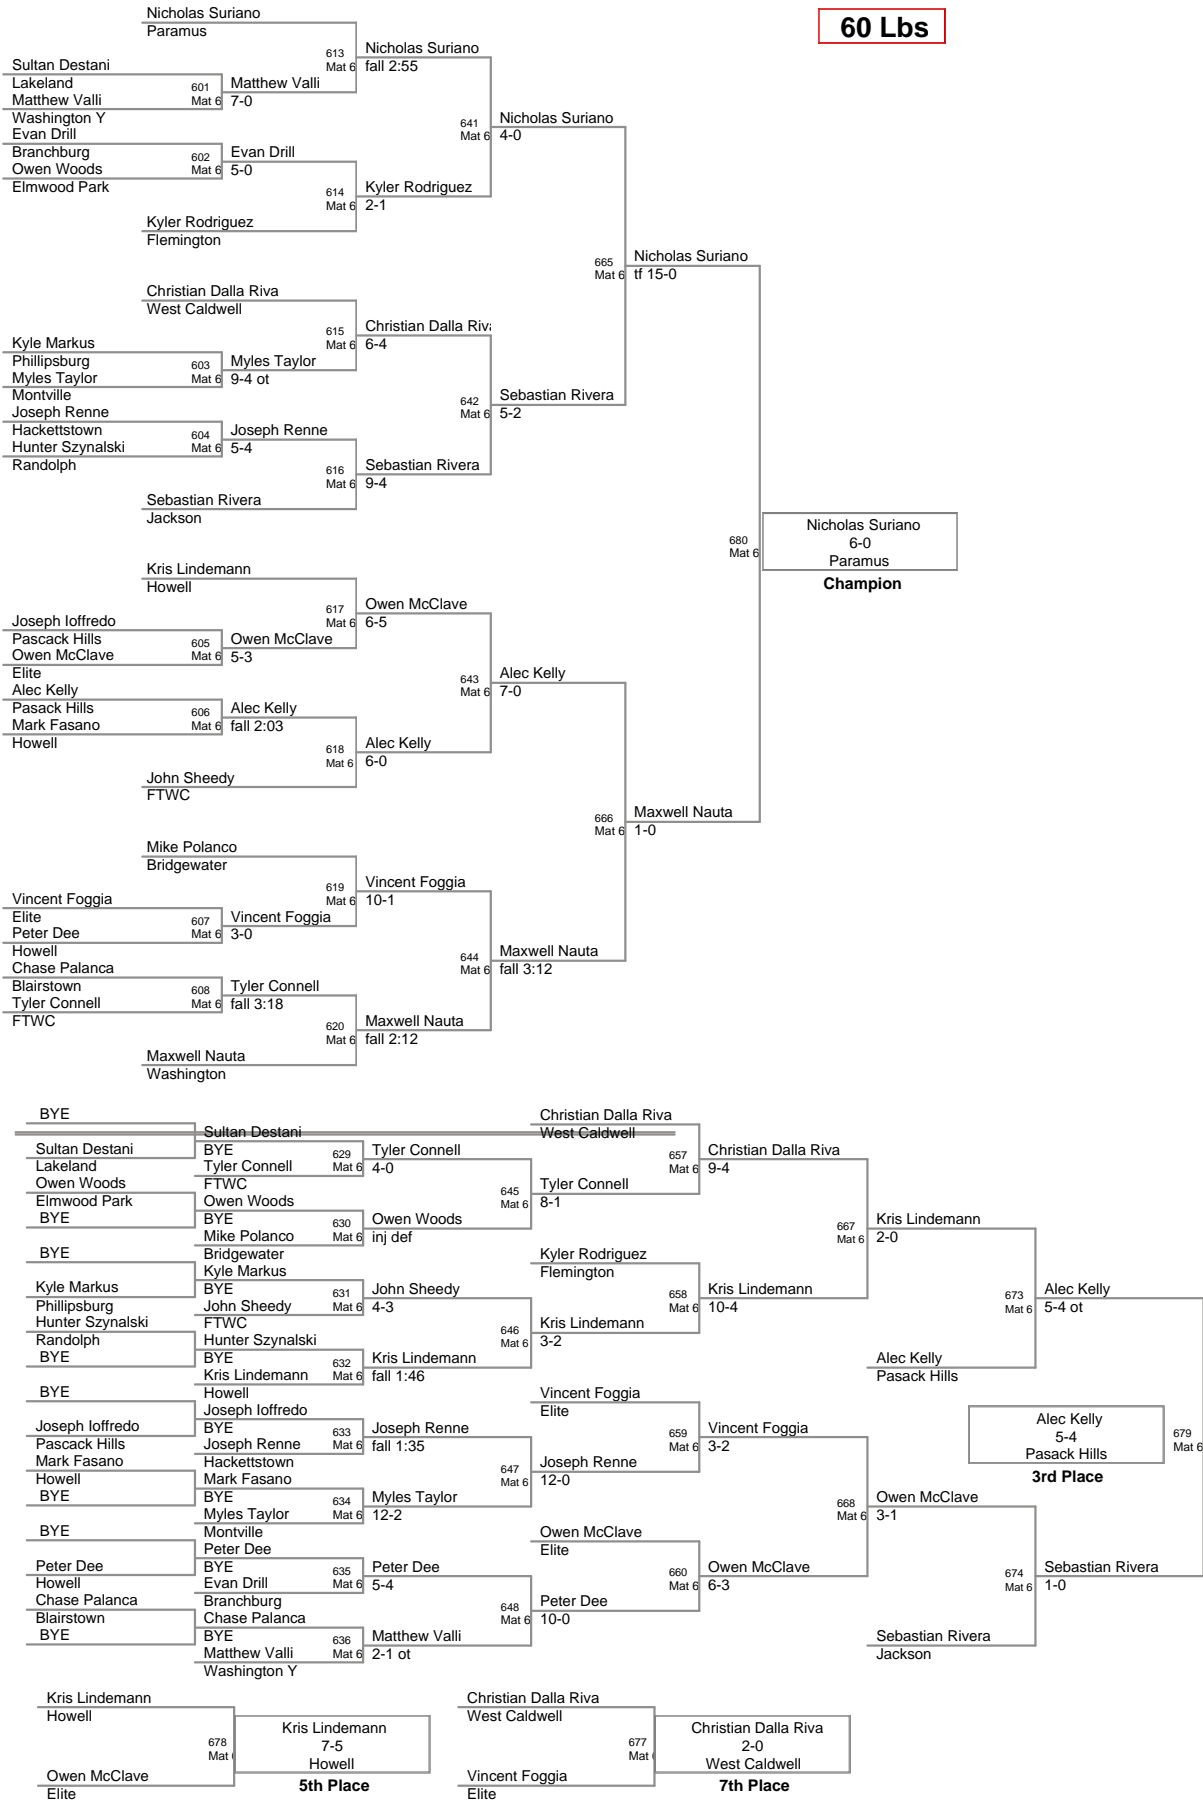 60 Lbs
Nicholas Suriano
Paramus
613
Mat 6
Nicholas Suriano
fall 2:55
Sultan Destani
Lakeland
601
Mat 6
Matthew Valli
7-0
Matthew Valli
Washington Y
641
Mat 6
Nicholas Suriano
4-0
Evan Drill
Branchburg
602
Mat 6
Evan Drill
5-0
Owen Woods
Elmwood Park
614
Mat 6
Kyler Rodriguez
2-1
Kyler Rodriguez
Flemington
665
Mat 6
Nicholas Suriano
tf 15-0
Christian Dalla Riva
West Caldwell
615
Mat 6
Christian Dalla Riva
6-4
Kyle Markus
Phillipsburg
603
Mat 6
Myles Taylor
9-4 ot
Myles Taylor
Montville
642
Mat 6
Sebastian Rivera
5-2
Joseph Renne
Hackettstown
604
Mat 6
Joseph Renne
5-4
Hunter Szynalski
Randolph
616
Mat 6
Sebastian Rivera
9-4
Sebastian Rivera
Jackson
680
Mat 6
Nicholas Suriano
6-0
Paramus
Champion
Kris Lindemann
Howell
617
Mat 6
Owen McClave
6-5
Joseph Ioffredo
Pascack Hills
605
Mat 6
Owen McClave
5-3
Owen McClave
Elite
643
Mat 6
Alec Kelly
7-0
Alec Kelly
Pasack Hills
606
Mat 6
Alec Kelly
fall 2:03
Mark Fasano
Howell
618
Mat 6
Alec Kelly
6-0
John Sheedy
FTWC
666
Mat 6
Maxwell Nauta
1-0
Mike Polanco
Bridgewater
619
Mat 6
Vincent Foggia
10-1
Vincent Foggia
Elite
607
Mat 6
Vincent Foggia
3-0
Peter Dee
Howell
644
Mat 6
Maxwell Nauta
fall 3:12
Chase Palanca
Blairstown
608
Mat 6
Tyler Connell
fall 3:18
Tyler Connell
FTWC
620
Mat 6
Maxwell Nauta
fall 2:12
Maxwell Nauta
Washington
BYE
Sultan Destani
Lakeland
Owen Woods
Elmwood Park
BYE
BYE
Kyle Markus
Phillipsburg
Hunter Szynalski
Randolph
BYE
BYE
Joseph Ioffredo
Pascack Hills
Mark Fasano
Howell
BYE
BYE
Peter Dee
Howell
Chase Palanca
Blairstown
BYE
Sultan Destani
BYE
Tyler Connell
FTWC
Owen Woods
BYE
Mike Polanco
Bridgewater
Kyle Markus
BYE
John Sheedy
FTWC
Hunter Szynalski
BYE
Kris Lindemann
Howell
Joseph Ioffredo
BYE
Joseph Renne
Hackettstown
Mark Fasano
BYE
Myles Taylor
Montville
Peter Dee
BYE
Evan Drill
Branchburg
Chase Palanca
BYE
Matthew Valli
Washington Y
629
Mat 6
Tyler Connell
4-0
630
Mat 6
Owen Woods
inj def
631
Mat 6
John Sheedy
4-3
632
Mat 6
Kris Lindemann
fall 1:46
633
Mat 6
Joseph Renne
fall 1:35
634
Mat 6
Myles Taylor
12-2
635
Mat 6
Peter Dee
5-4
636
Mat 6
Matthew Valli
2-1 ot
Christian Dalla Riva
West Caldwell
645
Mat 6
Tyler Connell
8-1
Kyler Rodriguez
Flemington
646
Mat 6
Kris Lindemann
3-2
Vincent Foggia
Elite
647
Mat 6
Joseph Renne
12-0
Owen McClave
Elite
648
Mat 6
Peter Dee
10-0
657
Mat 6
Christian Dalla Riva
9-4
658
Mat 6
Kris Lindemann
10-4
659
Mat 6
Vincent Foggia
3-2
660
Mat 6
Owen McClave
6-3
667
Mat 6
Kris Lindemann
2-0
Alec Kelly
Pasack Hills
668
Mat 6
Owen McClave
3-1
Sebastian Rivera
Jackson
673
Mat 6
Alec Kelly
5-4 ot
674
Mat 6
Sebastian Rivera
1-0
Alec Kelly
5-4
Pasack Hills
3rd Place
679
Mat 6
Kris Lindemann
Howell
678
Mat
Kris Lindemann
7-5
Howell
5th Place
Owen McClave
Elite
Christian Dalla Riva
West Caldwell
677
Mat
Christian Dalla Riva
2-0
West Caldwell
7th Place
Vincent Foggia
Elite